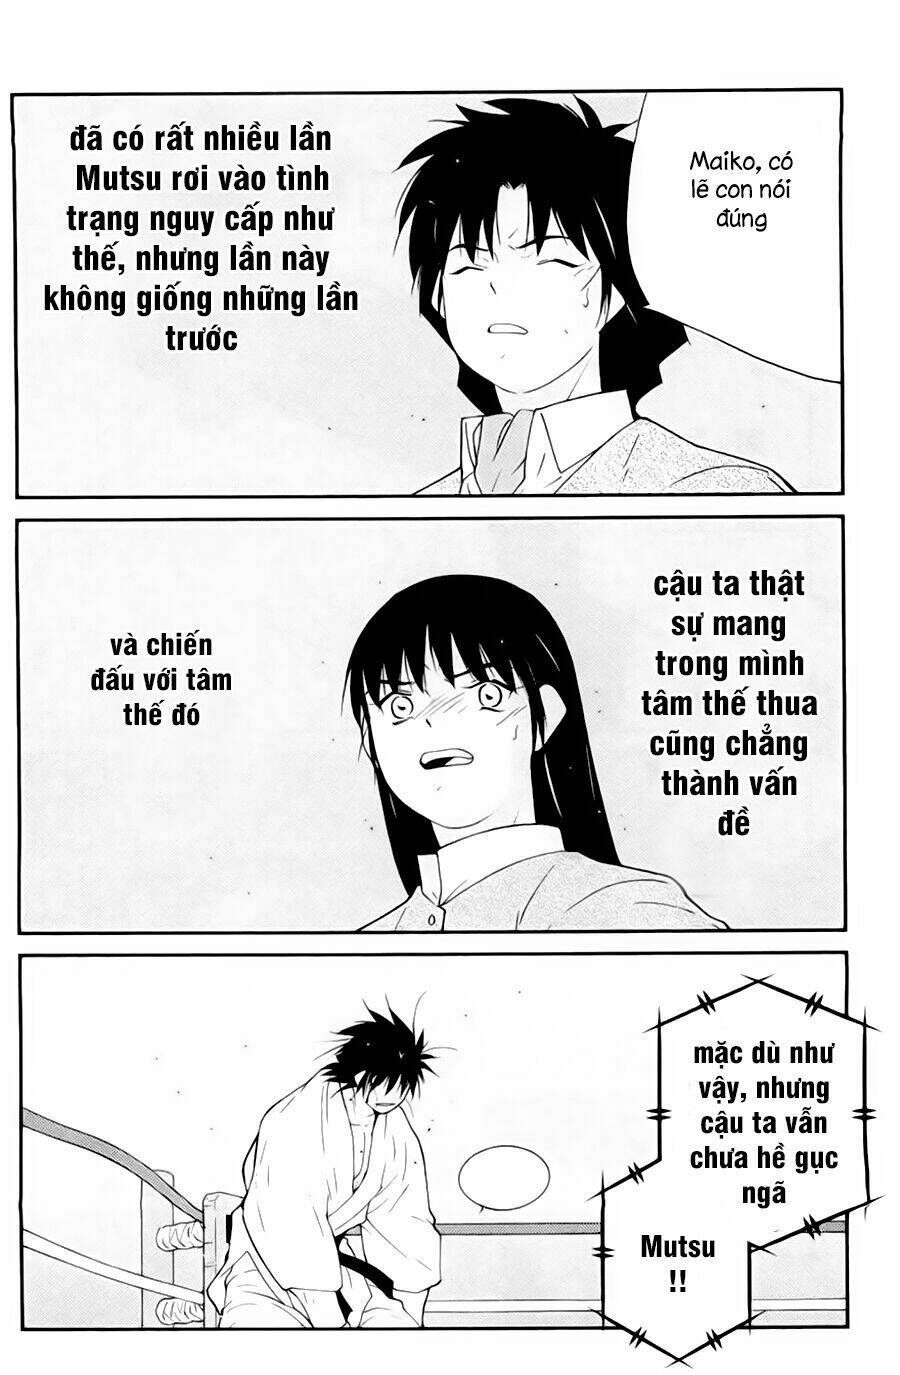 Maiko, có
lẽ con nói
đúng
đã có rất nhiều lần
Mutsu rơi vào tình
trạng nguy cấp như
thế, nhưng lần này
không giống những lần
trước
cậu ta thật
sự mang
trong mình
tâm thế thua
cũng chẳng
thành vấn
đề
và chiến
đấu với tâm
thế đó
mặc dù như
vậy, nhưng
cậu ta vẫn
chưa hề gục
ngã
Mutsu
!!